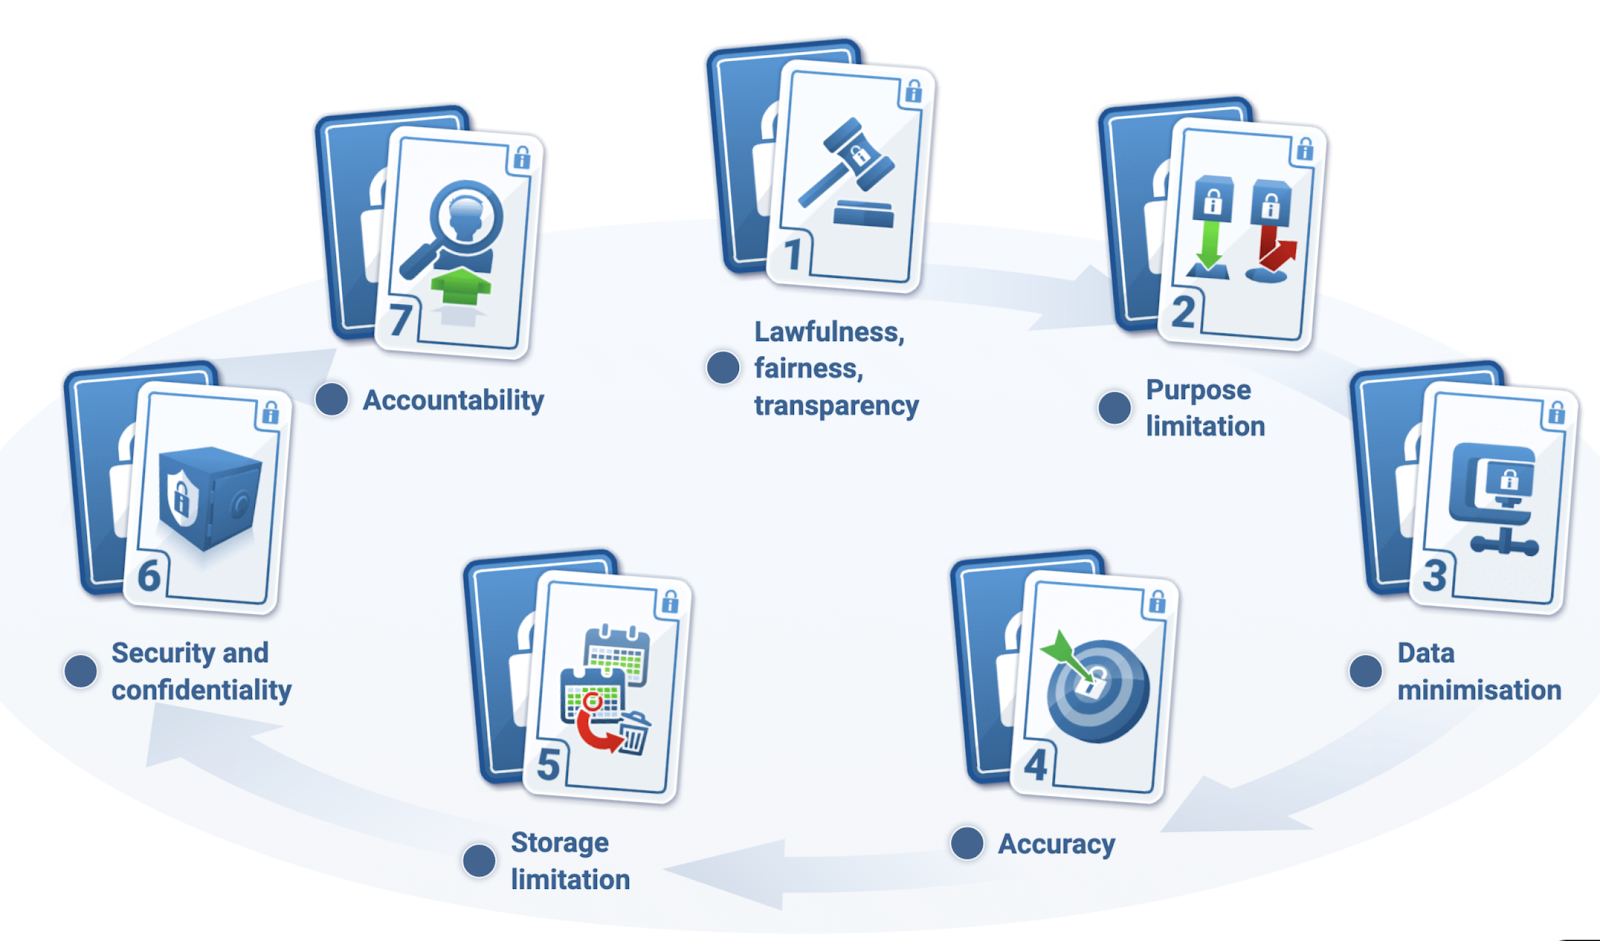 1
Lawfulness,
fairness,
transparency
2
Purpose
limitation
3
Data
minimisation
4
Accuracy
5
Storage
limitation
6
Security and
confidentiality
7
Accountability